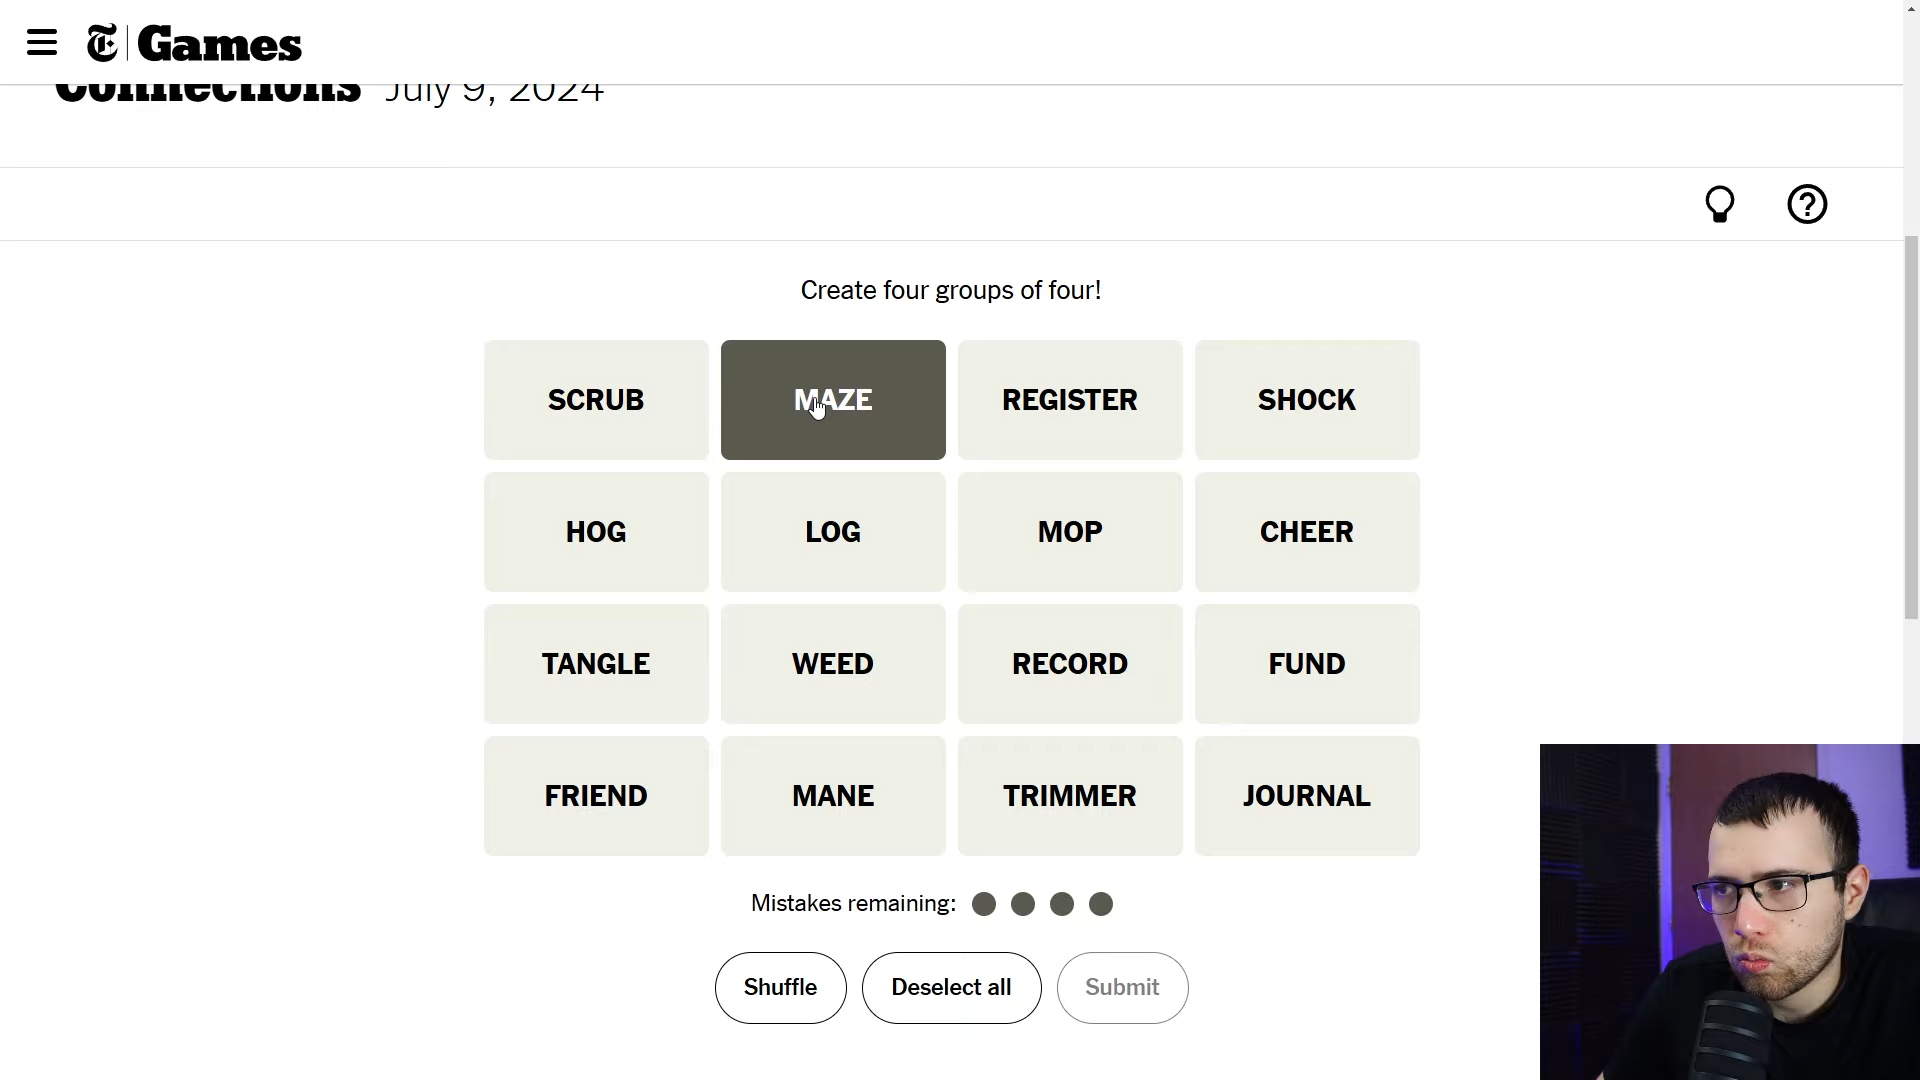 T Games
Connections July 9, 2024
Create four groups of four!
SCRUB MAZE REGISTER SHOCK
HOG LOG MOP CHEER
TANGLE WEED RECORD FUND
FRIEND MANE TRIMMER JOURNAL
Mistakes remaining:
Shuffle Deselect all Submit